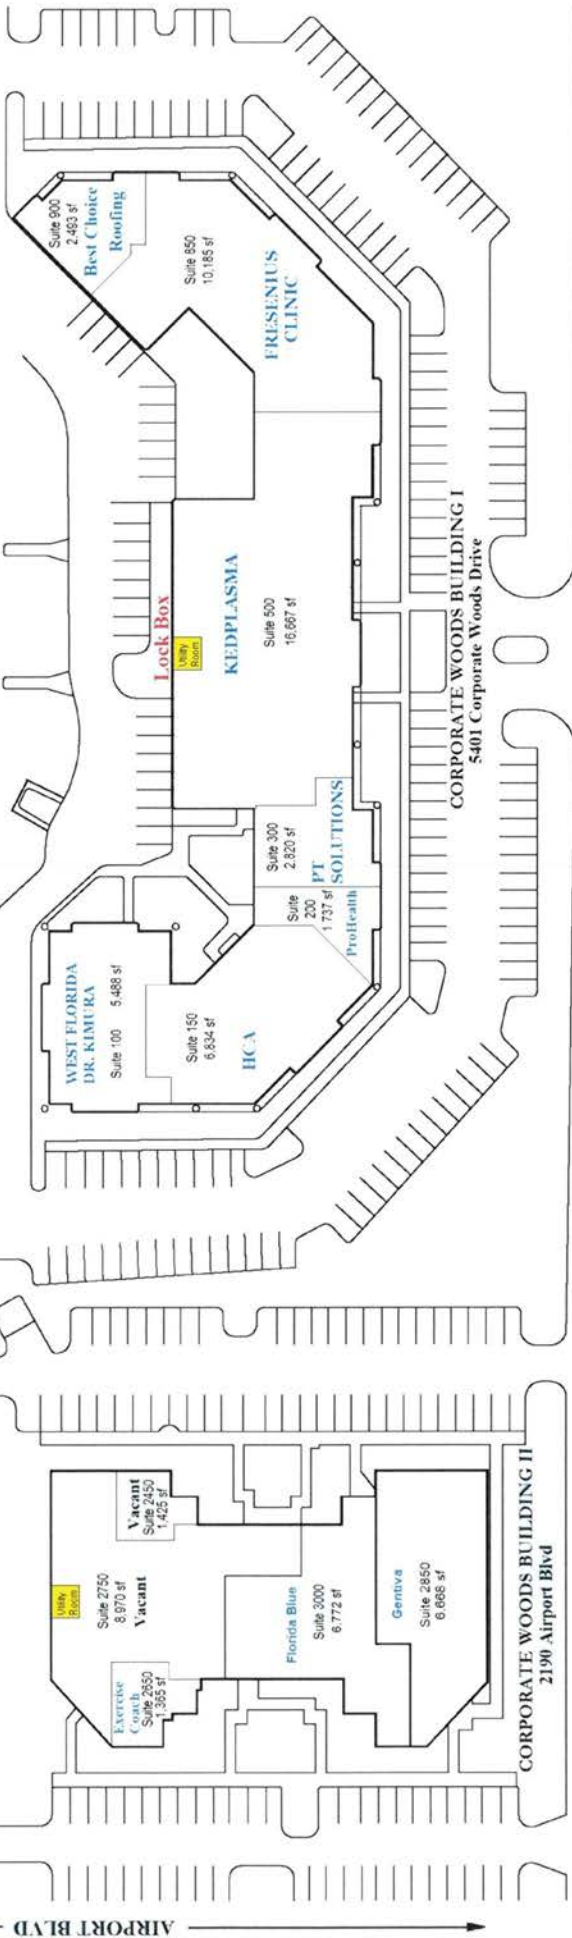 Suite 900
2,493 sf
Best Choice
Roofing
Suite 850
10,185 sf
FRESENIUS
CLINIC
Lock Box
Utility
Room
KEDPLASMA
Suite 500
16,667 sf
CORPORATE WOODS BUILDING I
5401 Corporate Woods Drive
Suite 300
2,820 sf
PT
SOLUTIONS
Suite
200
1,737 sf
ProHealth
WEST FLORIDA
DR. KIMURA
Suite 100 5,488 sf
Suite 150
6,834 sf
HCA
Vacant
Suite 2450
1,425 sf
Utility
Room
Suite 2750
8,970 sf
Vacant
Exercise
Coach
Suite 2650
1,365 sf
Florida Blue
Suite 3000
6,772 sf
Gentiva
Suite 2850
6,668 sf
CORPORATE WOODS BUILDING II
2190 Airport Blvd
AIRPORT BLVD